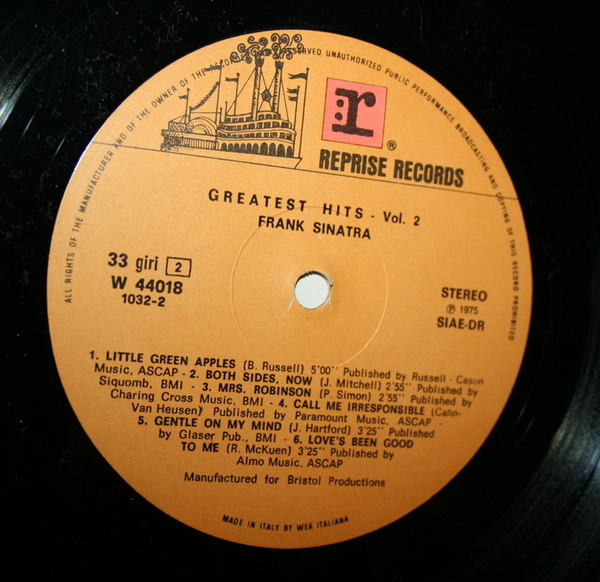 ALL RIGHTS OF THE MANUFACTURER AND OF THE OWNER OF THE RECORDED RESERVED UNAUTHORIZED PUBLIC PERFORMANCE BROADCASTING AND COPYING OF THIS RECORD PROHIBITED
:r
®
REPRISE RECORDS
GREATEST HITS - Vol. 2
FRANK SINATRA
33 giri 2
W 44018
1032-2
STEREO
℗ 1975
SIAE-DR
1. LITTLE GREEN APPLES (B. Russell) 5'00" Published by Russell - Cason
Music, ASCAP - 2. BOTH SIDES, NOW (J. Mitchell) 2'55" Published by
Siquomb, BMI - 3. MRS. ROBINSON (P. Simon) 2'55" Published by
Charing Cross Music, BMI - 4. CALL ME IRRESPONSIBLE (Cahn-
Van Heusen) Published by Paramount Music, ASCAP -
5. GENTLE ON MY MIND (J. Hartford) 3'25" Published
by Glaser Pub., BMI - 6. LOVE'S BEEN GOOD
TO ME (R. McKuen) 3'25" Published by
Almo Music, ASCAP
Manufactured for Bristol Productions
MADE IN ITALY BY WEA ITALIANA